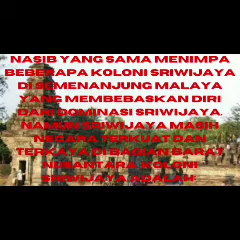 NASIB YANG SAMA MENIMPA
BEBERAPA KOLONI SRIWIJAYA
DI SEMENANJUNG MALAYA
YANG MEMBEBASKAN DIRI
DARI DOMINASI SRIWIJAYA.
NAMUN SRIWIJAYA MASIH
NEGARA TERKUAT DAN
TERKAYA DI BAGIAN BARAT
NUSANTARA. KOLONI
SRIWIJAYA ADALAH